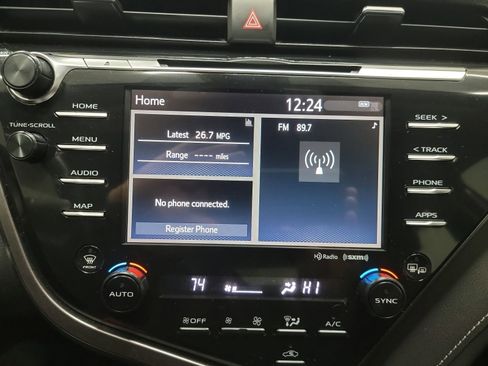 Home
12:24
Latest 26.7 MPG
Range ---- miles
No phone connected.
Register Phone
FM 89.7
HOME
TUNE•SCROLL
MENU
AUDIO
MAP
SEEK >
< TRACK
PHONE
APPS
HD Radio ((SXM))
FRONT
74
HI
AUTO
SYNC
OFF
A/C